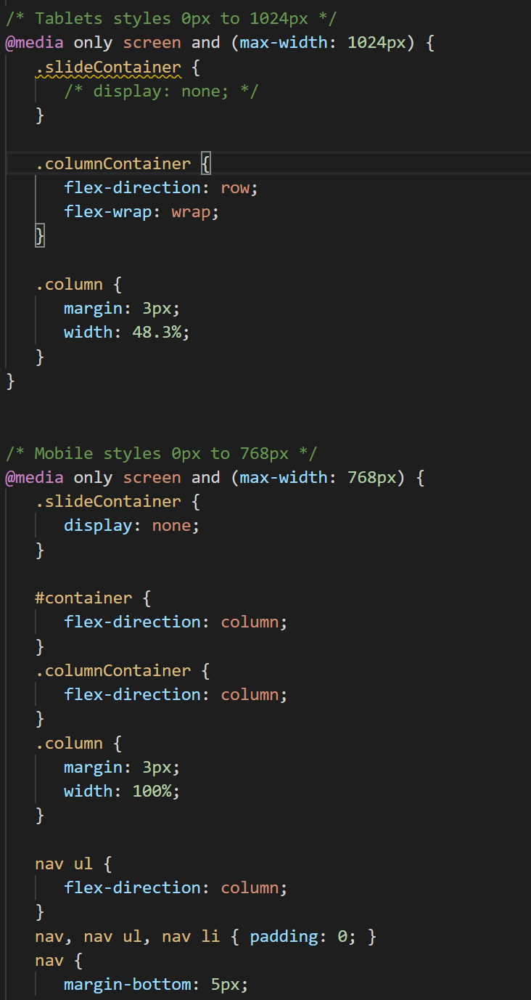 /* Tablets styles 0px to 1024px */
@media only screen and (max-width: 1024px) {
.slideContainer {
/* display: none; */
}
.columnContainer {
flex-direction: row;
flex-wrap: wrap;
}
.column {
margin: 3px;
width: 48.3%;
}
}
/* Mobile styles 0px to 768px */
@media only screen and (max-width: 768px) {
.slideContainer {
display: none;
}
#container {
flex-direction: column;
}
.columnContainer {
flex-direction: column;
}
.column {
margin: 3px;
width: 100%;
}
nav ul {
flex-direction: column;
}
nav, nav ul, nav li { padding: 0; }
nav {
margin-bottom: 5px;